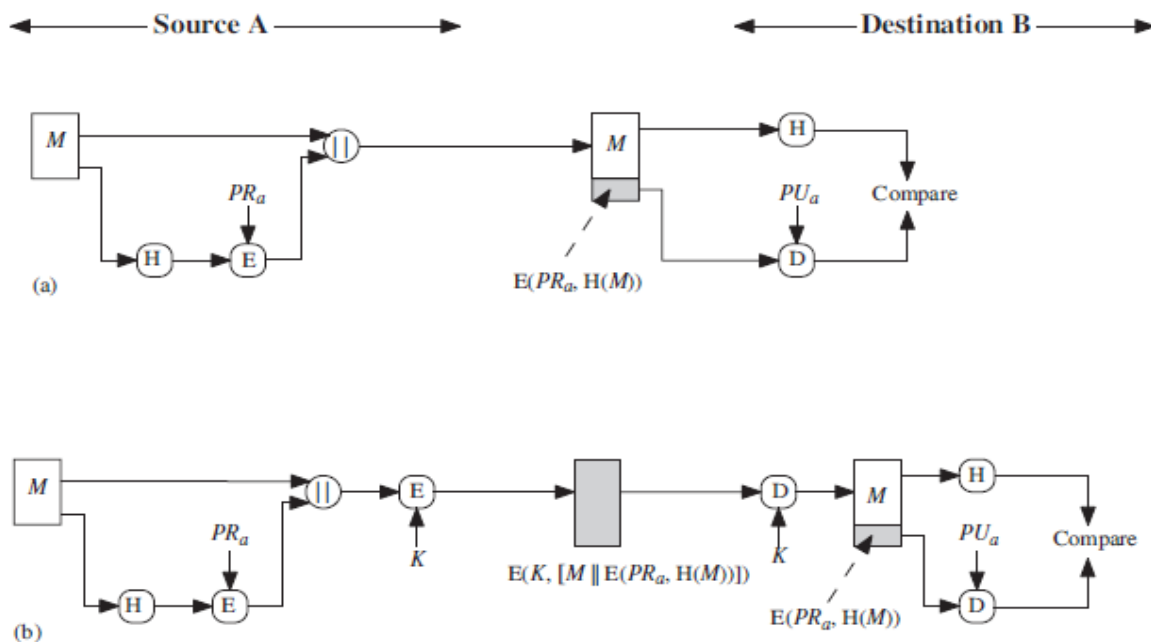 Source A Destination B
M || M H
PRa PUa Compare
H E D
E(PRa, H(M))
(a)
M || E D M H
PRa K K PUa Compare
E(K, [M || E(PRa, H(M))])
H E D
E(PRa, H(M))
(b)